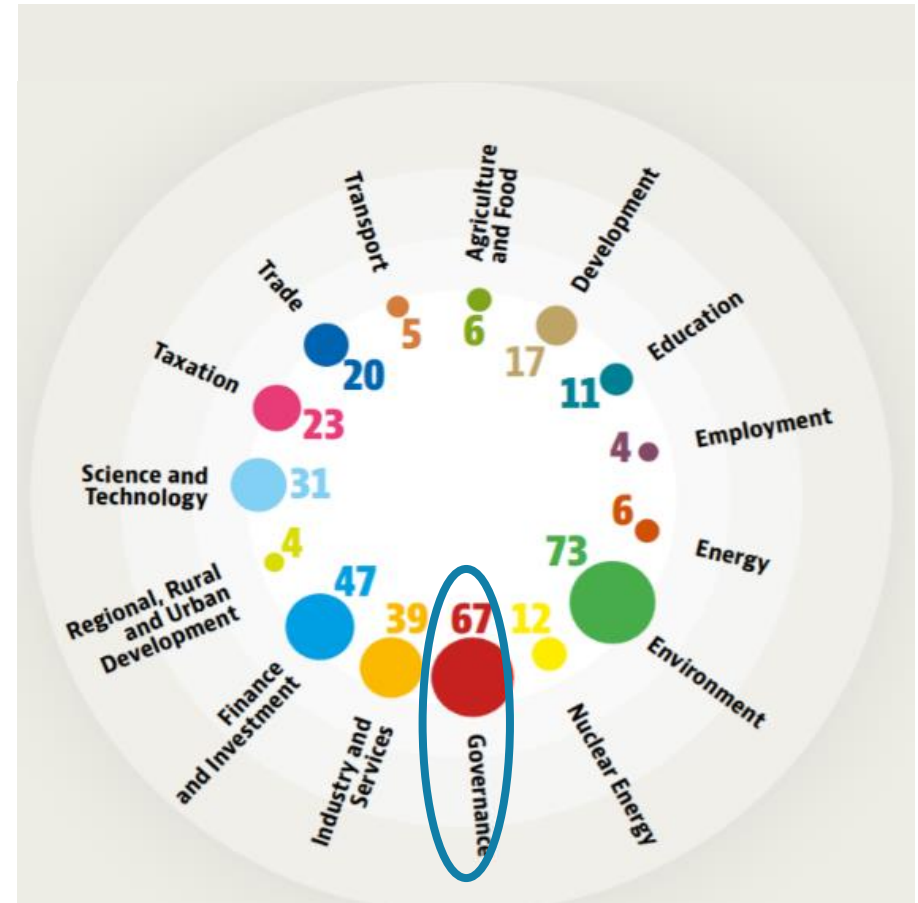 Agriculture
and Food
6
Development
17
Education
11
Employment
4
Energy
6
Environment
73
Nuclear Energy
12
Governance
67
Industry and
Services
39
Finance
and Investment
47
Regional, Rural
and Urban
Development
4
Science and
Technology
31
Taxation
23
Trade
20
Transport
5